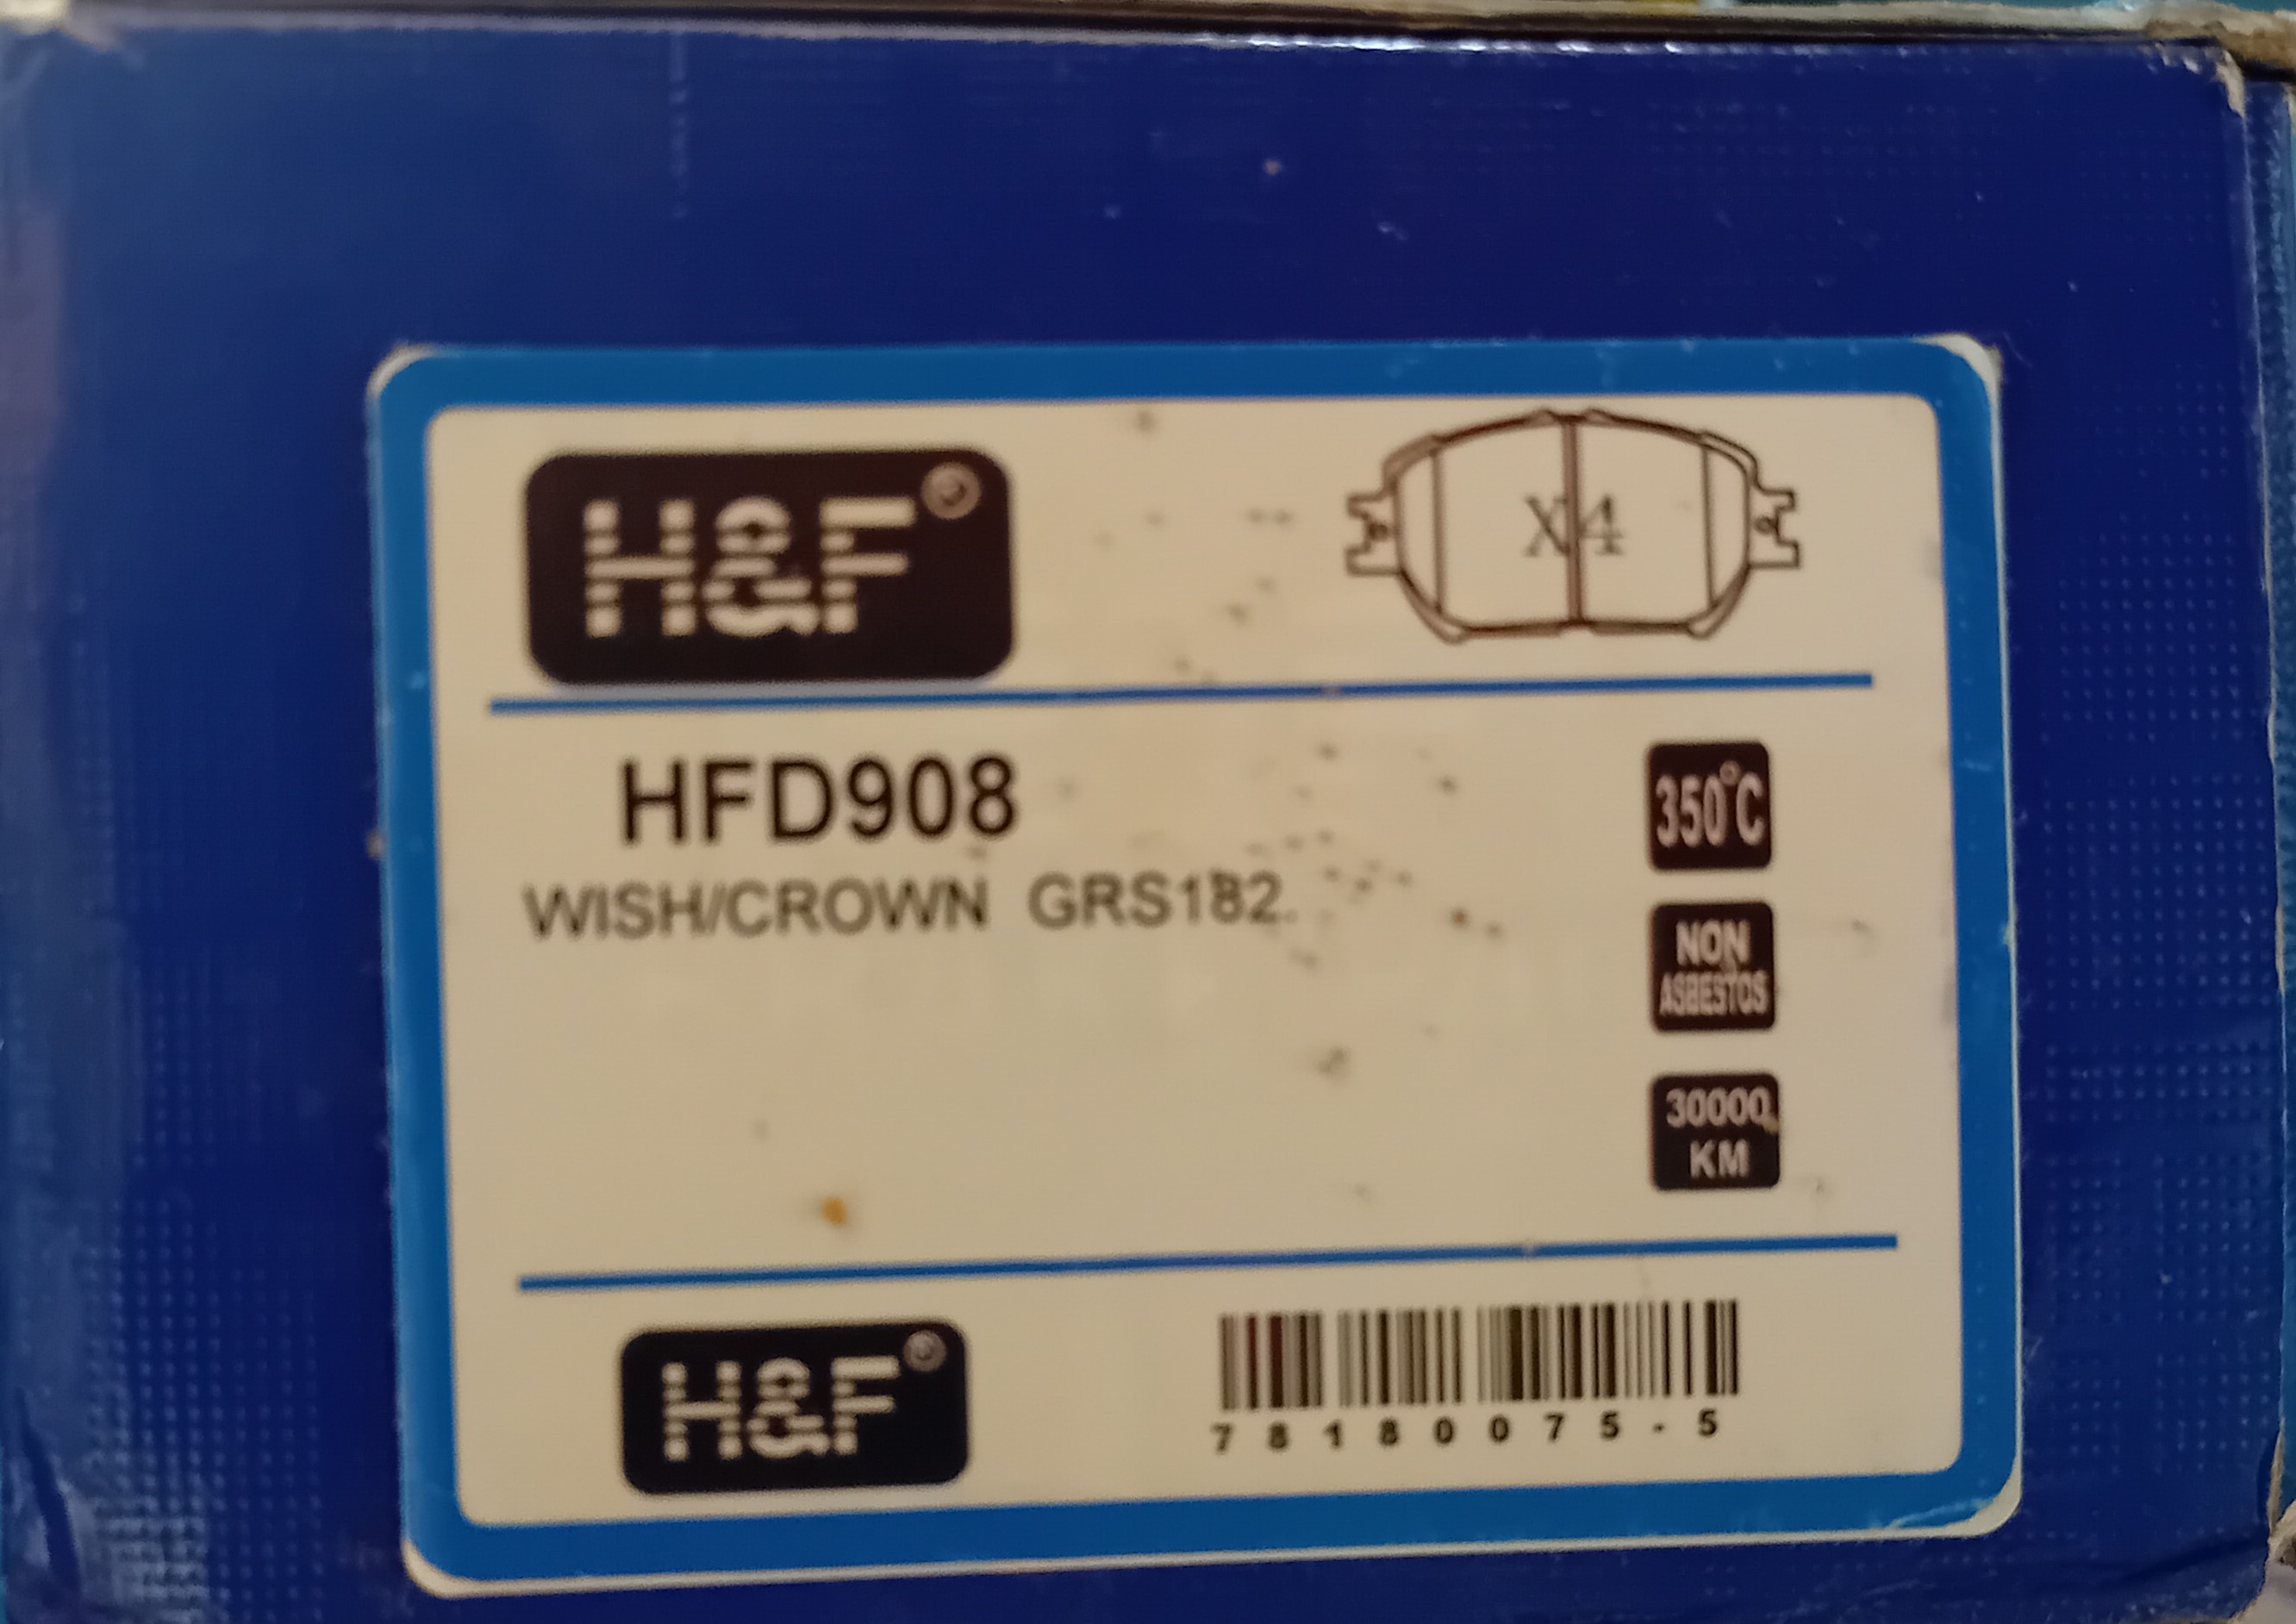 H&F®
X4
HFD908
WISH/CROWN GRS182.
350°C
NON
ASBESTOS
30000
KM
H&F®
78180075-5